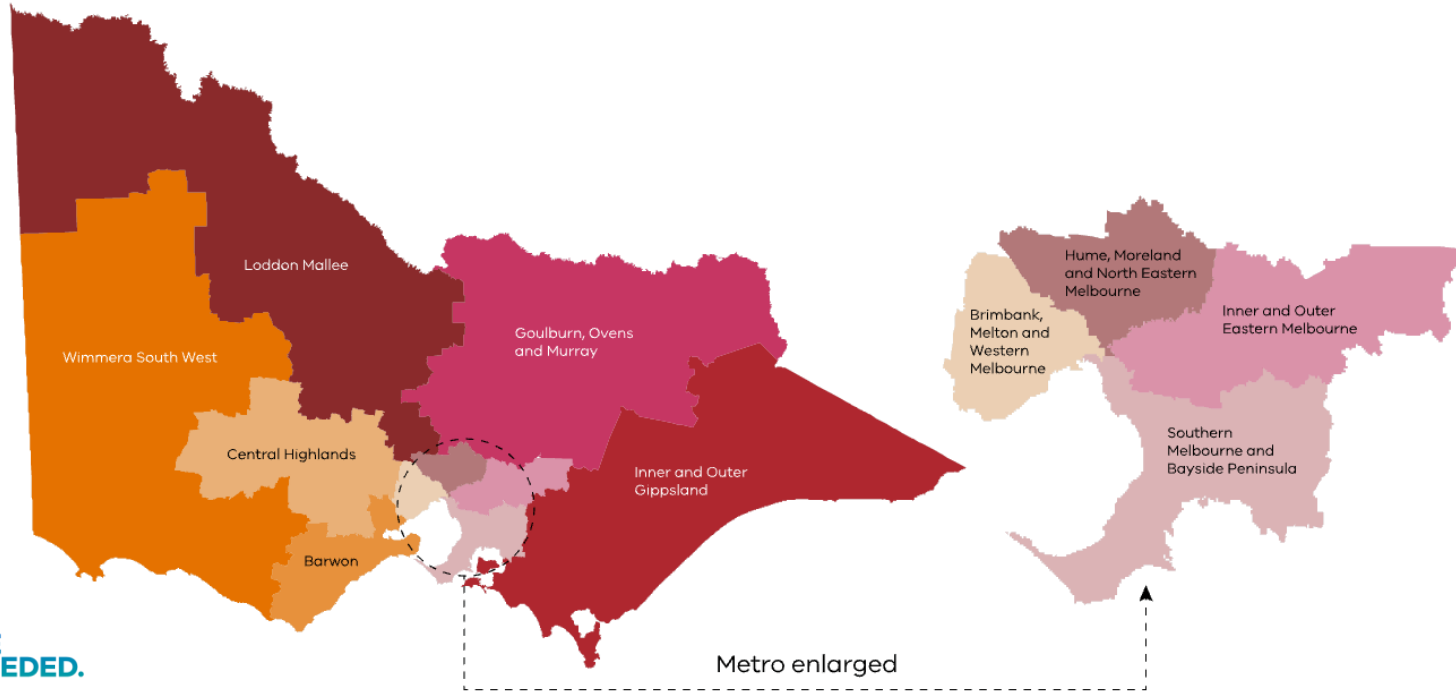 Loddon Mallee
Wimmera South West
Goulburn, Ovens
and Murray
Central Highlands
Inner and Outer
Gippsland
Barwon
Hume, Moreland
and North Eastern
Melbourne
Brimbank,
Melton and
Western
Melbourne
Inner and Outer
Eastern Melbourne
Southern
Melbourne and
Bayside Peninsula
Metro enlarged
EDED.